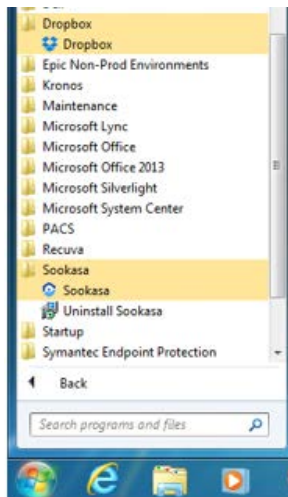 Dropbox
Dropbox
Epic Non-Prod Environments
Kronos
Maintenance
Microsoft Lync
Microsoft Office
Microsoft Office 2013
Microsoft Silverlight
Microsoft System Center
PACS
Recuva
Sookasa
Sookasa
Uninstall Sookasa
Startup
Symantec Endpoint Protection
Back
Search programs and files